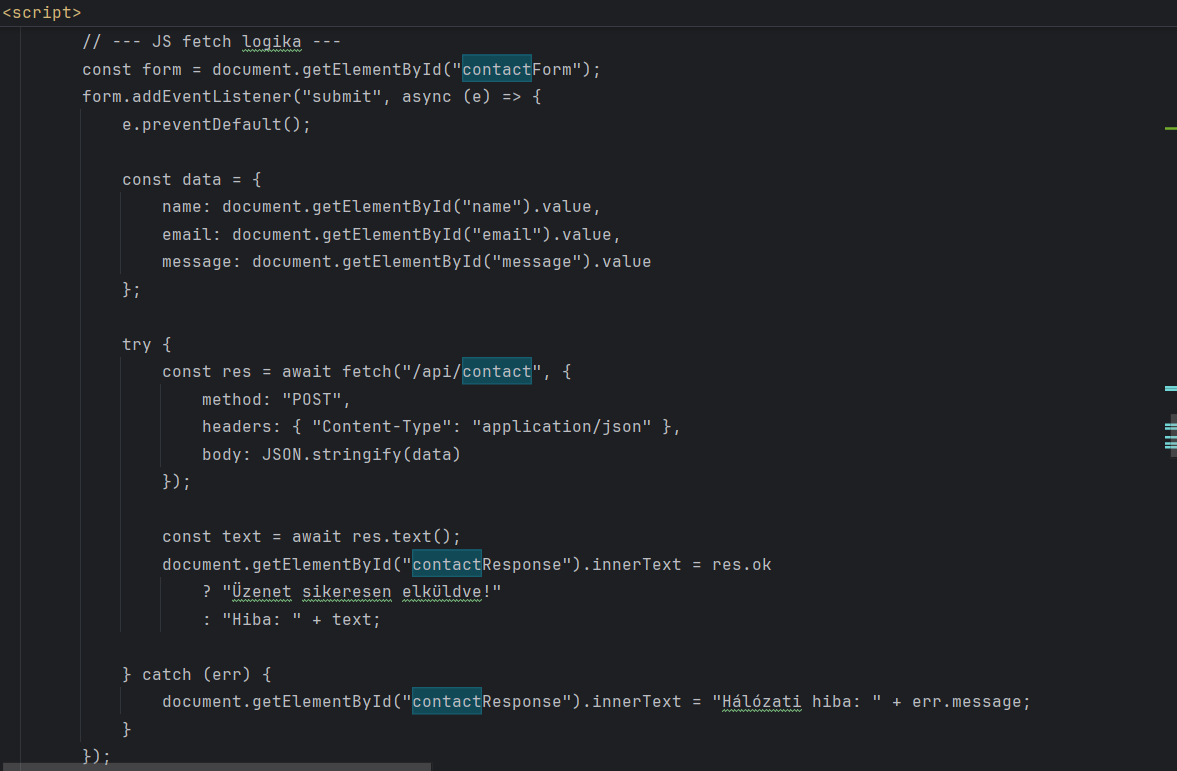 <script>
// --- JS fetch logika ---
const form = document.getElementById("contactForm");
form.addEventListener("submit", async (e) => {
e.preventDefault();
const data = {
name: document.getElementById("name").value,
email: document.getElementById("email").value,
message: document.getElementById("message").value
};
try {
const res = await fetch("/api/contact", {
method: "POST",
headers: { "Content-Type": "application/json" },
body: JSON.stringify(data)
});
const text = await res.text();
document.getElementById("contactResponse").innerText = res.ok
? "Üzenet sikeresen elküldve!"
: "Hiba: " + text;
} catch (err) {
document.getElementById("contactResponse").innerText = "Hálózati hiba: " + err.message;
}
});